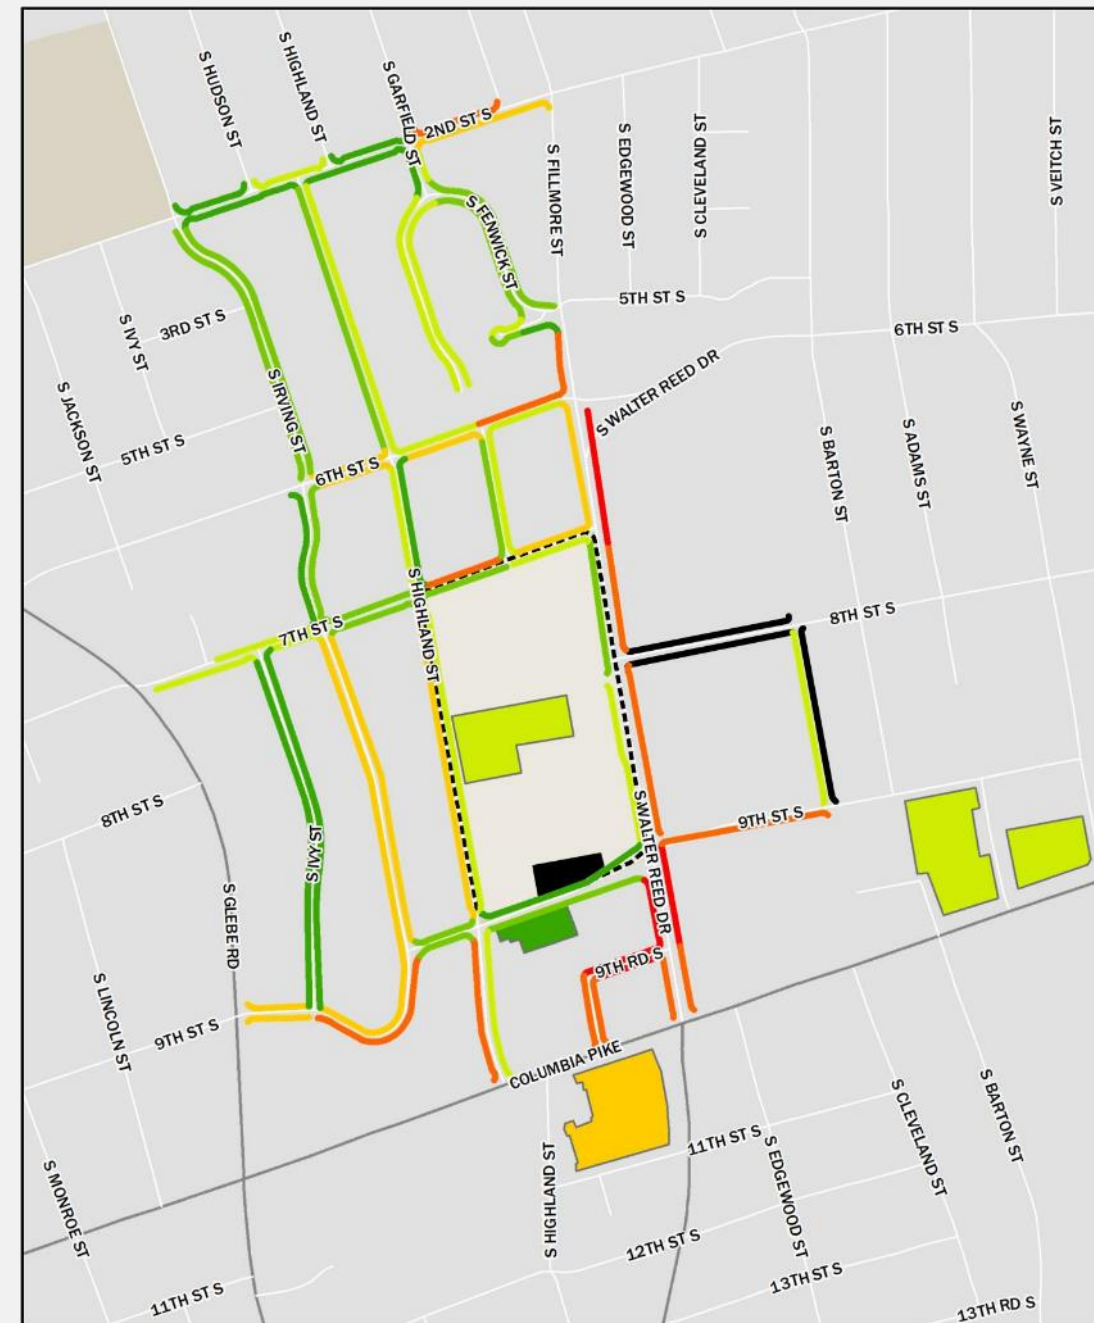 S HUDSON ST
S HIGHLAND ST
S GARFIELD ST
2ND ST S
S FILLMORE ST
S EDGEWOOD ST
S CLEVELAND ST
S VEITCH ST
S FENWICK ST
5TH ST S
3RD ST S
S IVY ST
6TH ST S
S WALTER REED DR
S JACKSON ST
S IRVING ST
5TH ST S
6TH ST S
S BARTON ST
S ADAMS ST
S WAYNE ST
S HIGHLAND ST
7TH ST S
8TH ST S
8TH ST S
S WALTER REED DR
9TH ST S
S IVY ST
S GLEBE RD
9TH RD S
S LINCOLN ST
9TH ST S
COLUMBIA PIKE
S CLEVELAND ST
S BARTON ST
11TH ST S
S EDGEWOOD ST
S HIGHLAND ST
S MONROE ST
12TH ST S
13TH ST S
11TH ST S
13TH RD S